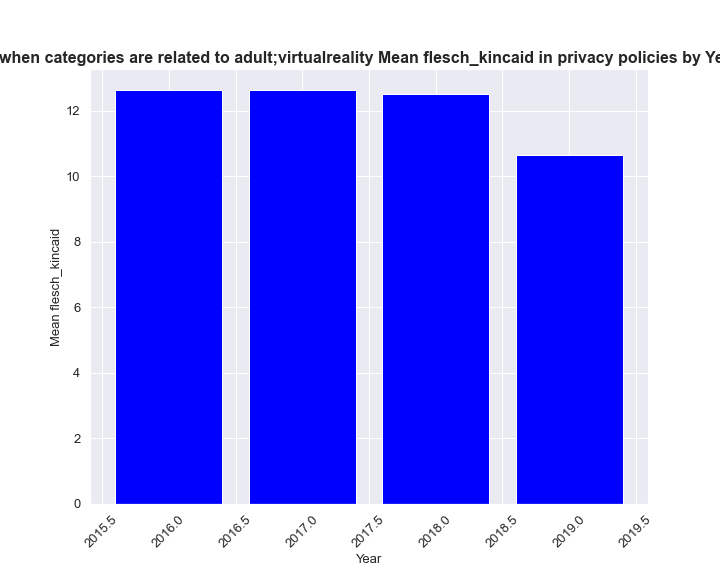 when categories are related to adult;virtualreality Mean flesch_kincaid in privacy policies by Ye
12
10
8
6
4
2
0
Mean flesch_kincaid
2015.5 2016.0 2016.5 2017.0 2017.5 2018.0 2018.5 2019.0 2019.5
Year